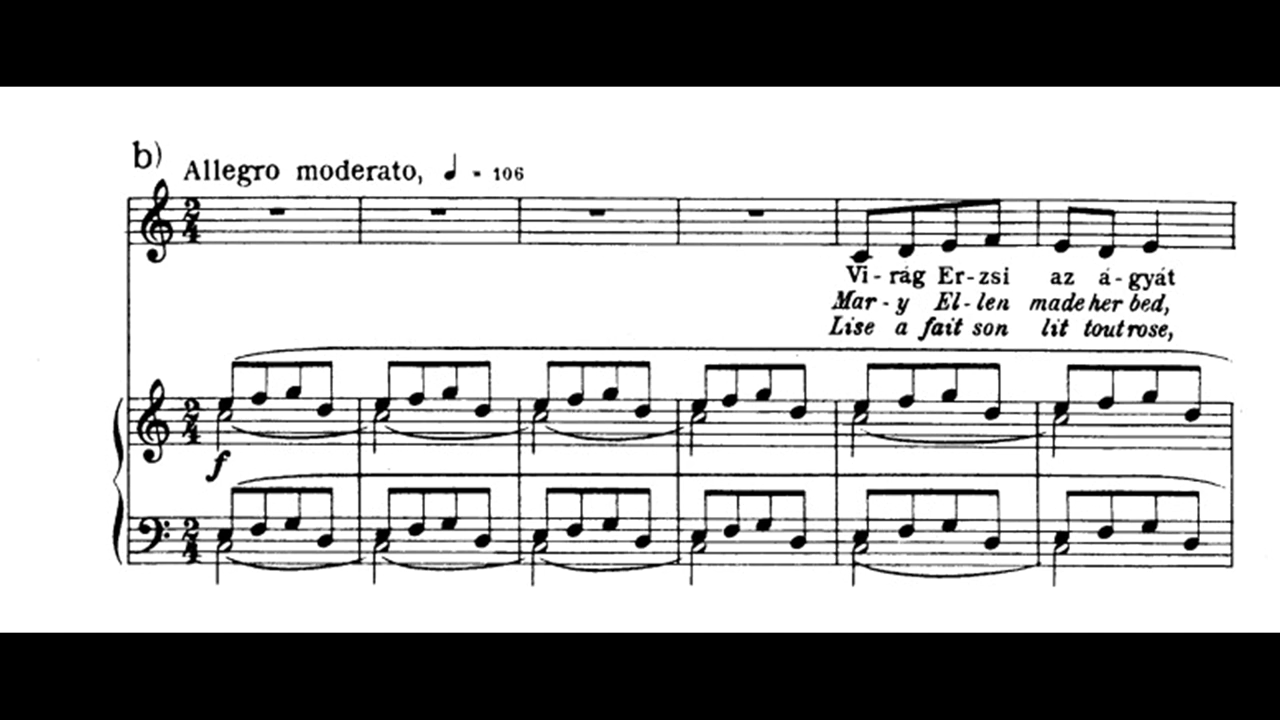 b)
Allegro moderato, ♩ = 106
Vi-rág Er-zsi az á-gyát
Mar-y El-len made her bed,
Lise a fait son lit tout rose,
f